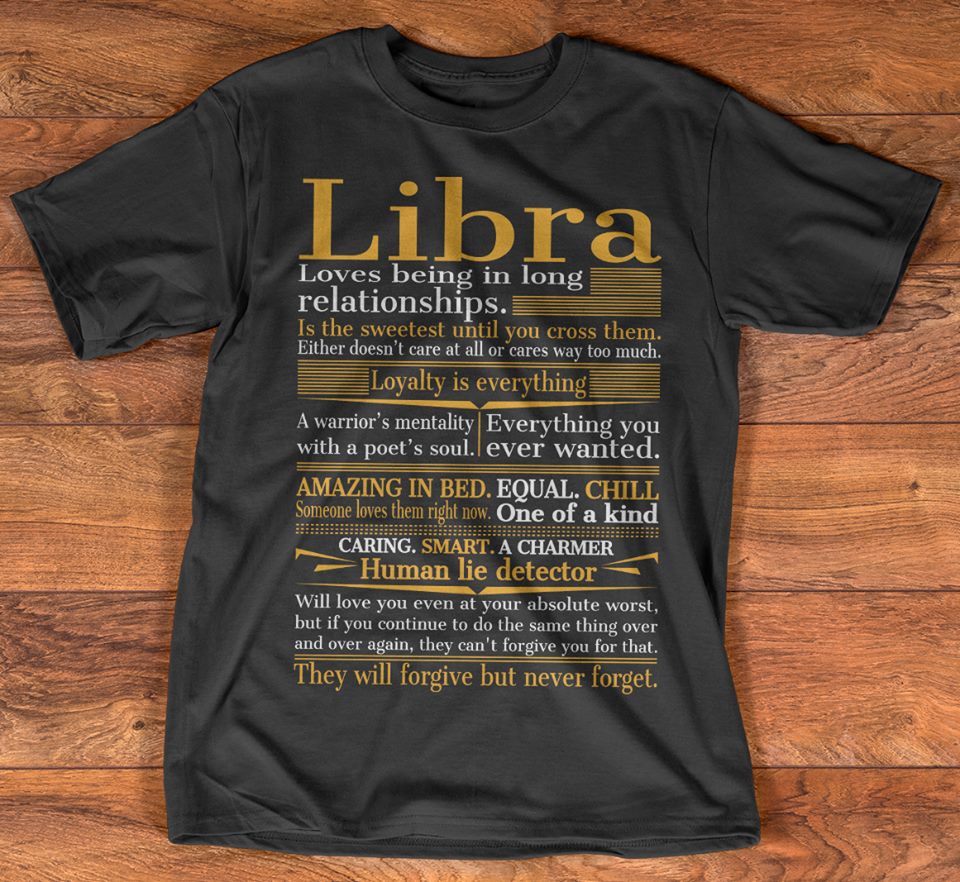 Libra
Loves being in long
relationships.
Is the sweetest until you cross them.
Either doesn't care at all or cares way too much.
Loyalty is everything
A warrior's mentality
with a poet's soul.
Everything you
ever wanted.
AMAZING IN BED.
Someone loves them right now.
EQUAL. CHILL
One of a kind
CARING. SMART. A CHARMER
Human lie detector
Will love you even at your absolute worst,
but if you continue to do the same thing over
and over again, they can't forgive you for that.
They will forgive but never forget.